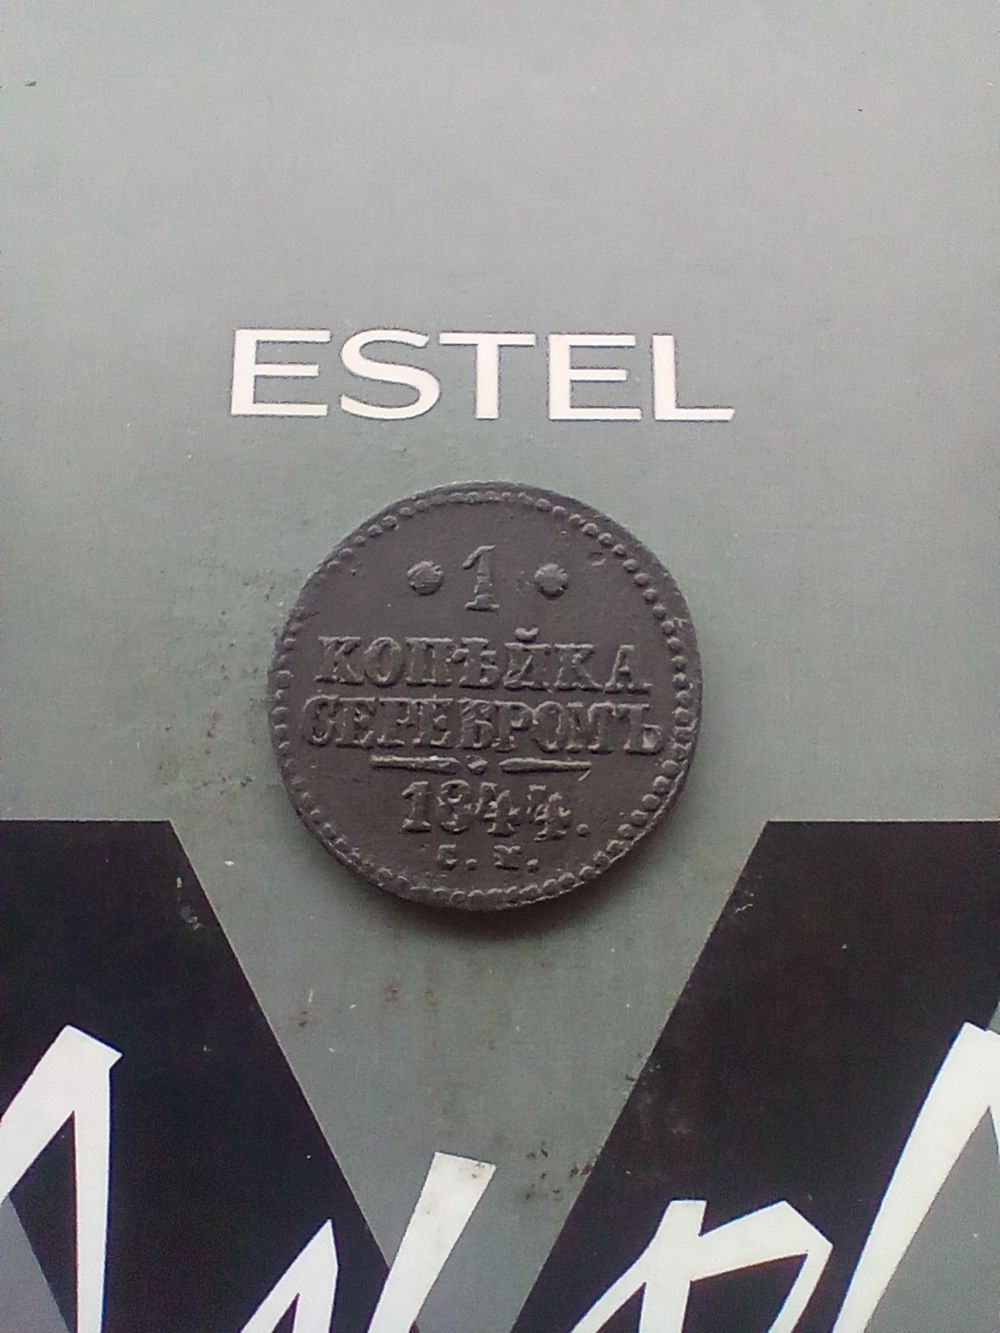 ESTEL
• 1 •
КОПѢЙКА
СЕРЕБРОМЪ
1844.
С. М.